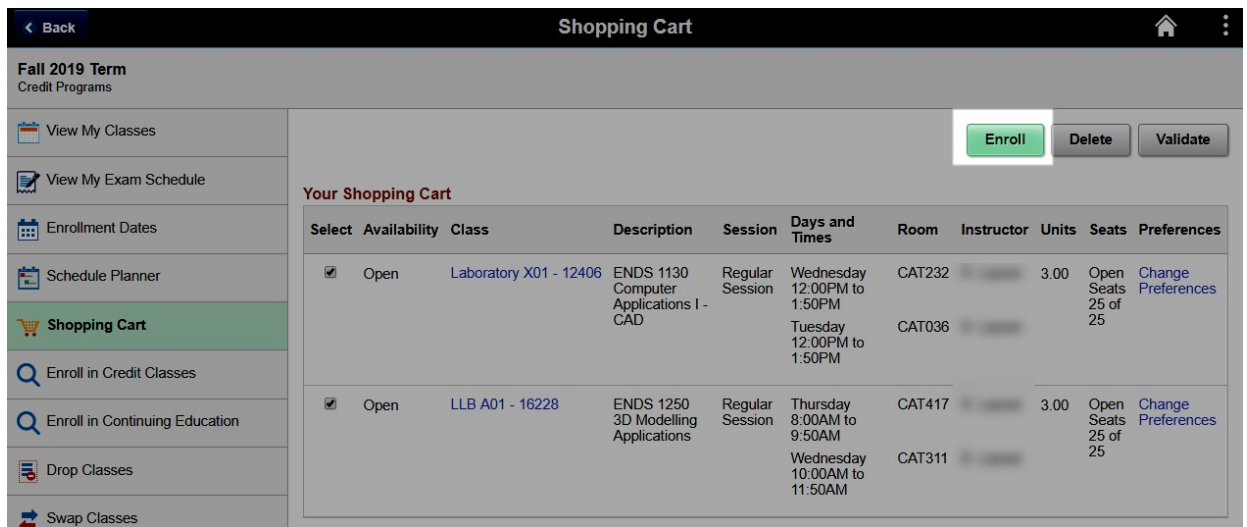 Back
Shopping Cart
Fall 2019 Term
Credit Programs
View My Classes
View My Exam Schedule
Enrollment Dates
Schedule Planner
Shopping Cart
Enroll in Credit Classes
Enroll in Continuing Education
Drop Classes
Swap Classes
Enroll
Delete
Validate
Your Shopping Cart
Select Availability Class Description Session Days and Times Room Instructor Units Seats Preferences
Open Laboratory X01 - 12406 ENDS 1130 Regular Wednesday CAT232 3.00 Open Change
Computer Session 12:00PM to Seats Preferences
Applications I - 1:50PM 25 of
CAD Tuesday CAT036 25
12:00PM to
1:50PM
Open LLB A01 - 16228 ENDS 1250 Regular Thursday CAT417 3.00 Open Change
3D Modelling Session 8:00AM to Seats Preferences
Applications 9:50AM 25 of
Wednesday CAT311 25
10:00AM to
11:50AM